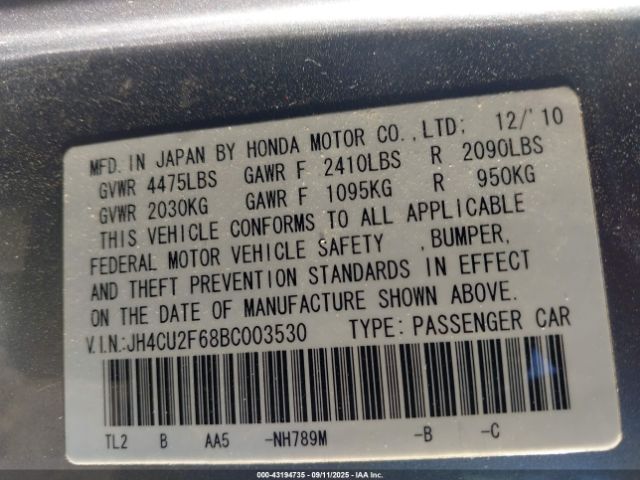 MFD. IN JAPAN BY HONDA MOTOR CO., LTD; 12/'10
GVWR 4475LBS GAWR F 2410LBS R 2090LBS
GVWR 2030KG GAWR F 1095KG R 950KG
THIS VEHICLE CONFORMS TO ALL APPLICABLE
FEDERAL MOTOR VEHICLE SAFETY ,BUMPER,
AND THEFT PREVENTION STANDARDS IN EFFECT
ON THE DATE OF MANUFACTURE SHOWN ABOVE.
V.I.N.:JH4CU2F68BC003530 TYPE: PASSENGER CAR
TL2 B AA5 -NH789M -B -C
000-43194735 - 09/11/2025 - IAA Inc.